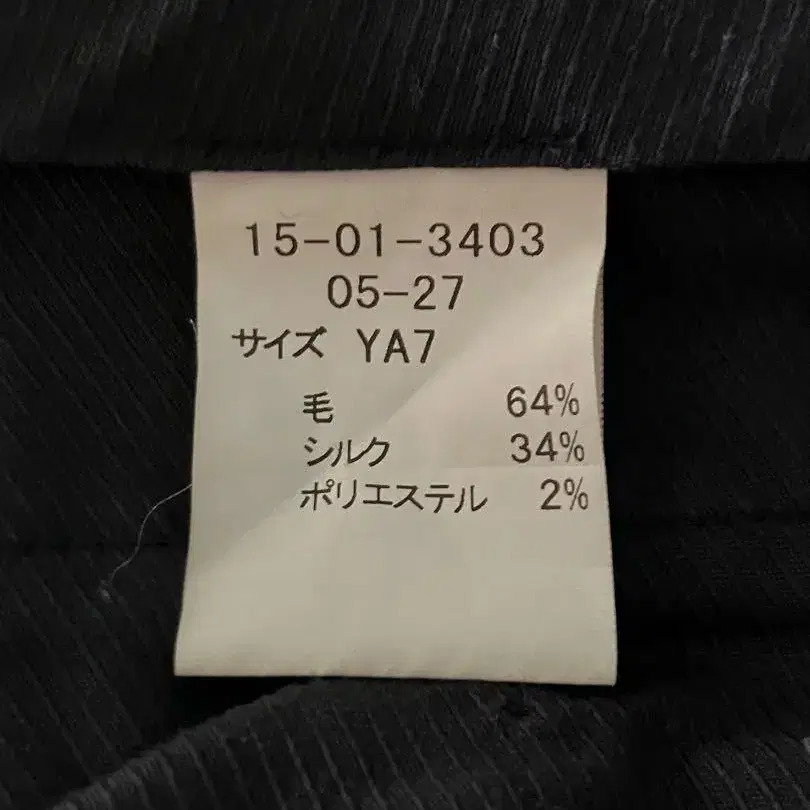 15-01-3403
05-27
サイズ YA7
毛 64%
シルク 34%
ポリエステル 2%